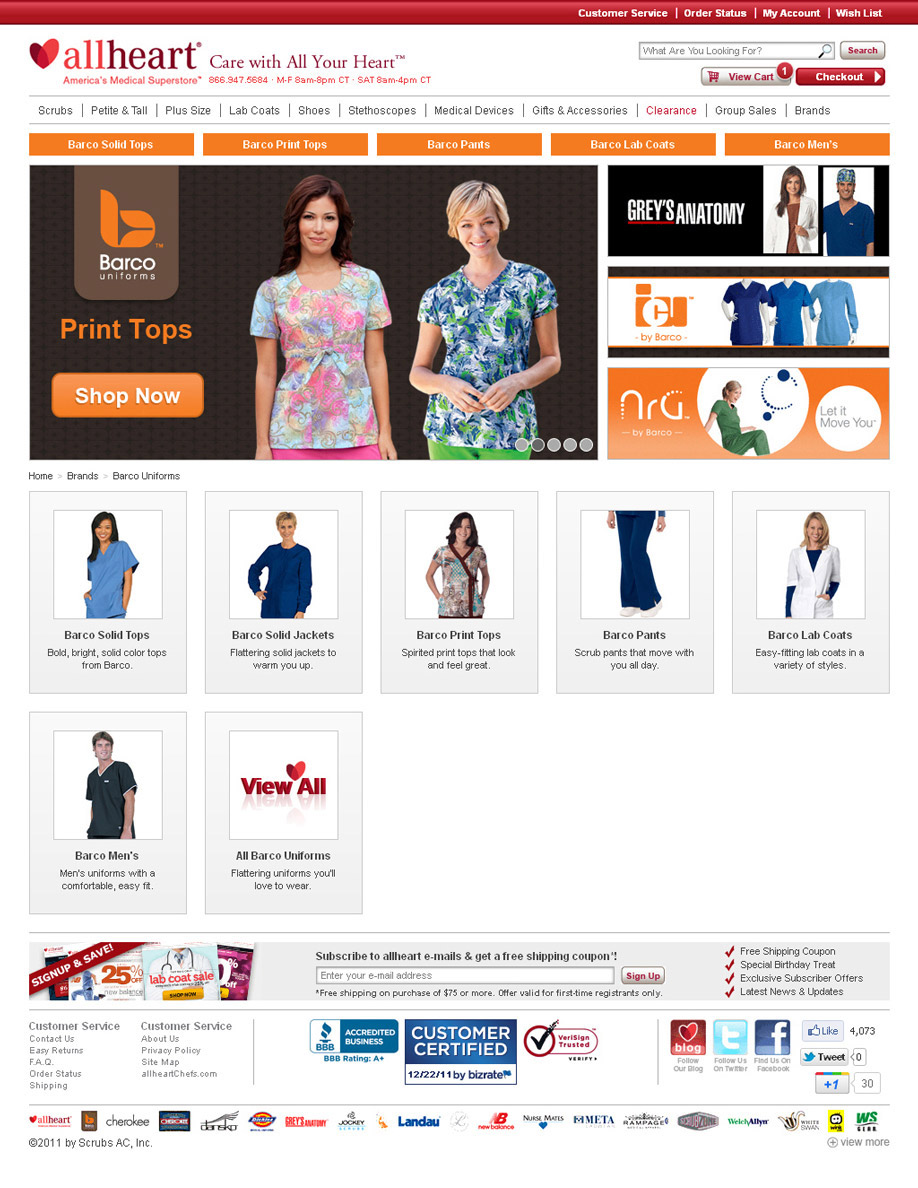 Customer Service | Order Status | My Account | Wish List
allheart®
America's Medical Superstore™
Care with All Your Heart™
866.947.5684 · M-F 8am-8pm CT · SAT 8am-4pm CT
What Are You Looking For?
Search
View Cart
1
Checkout
Scrubs | Petite & Tall | Plus Size | Lab Coats | Shoes | Stethoscopes | Medical Devices | Gifts & Accessories | Clearance | Group Sales | Brands
Barco Solid Tops
Barco Print Tops
Barco Pants
Barco Lab Coats
Barco Men's
b™
Barco
uniforms
Print Tops
Shop Now
GREY'S ANATOMY
icu™
- by Barco -
nrg™
— by Barco —
Let it
Move You™
Home > Brands > Barco Uniforms
Barco Solid Tops
Bold, bright, solid color tops
from Barco.
Barco Solid Jackets
Flattering solid jackets to
warm you up.
Barco Print Tops
Spirited print tops that look
and feel great.
Barco Pants
Scrub pants that move with
you all day.
Barco Lab Coats
Easy-fitting lab coats in a
variety of styles.
Barco Men's
Men's uniforms with a
comfortable, easy fit.
View All
All Barco Uniforms
Flattering uniforms you'll
love to wear.
SIGNUP & SAVE!
25%
new balance
lab coat sale
SHOP NOW
Subscribe to allheart e-mails & get a free shipping coupon*!
Enter your e-mail address
Sign Up
*Free shipping on purchase of $75 or more. Offer valid for first-time registrants only.
Free Shipping Coupon
Special Birthday Treat
Exclusive Subscriber Offers
Latest News & Updates
Customer Service
Contact Us
Easy Returns
F.A.Q.
Order Status
Shipping
Customer Service
About Us
Privacy Policy
Site Map
allheartChefs.com
BBB
ACCREDITED
BUSINESS
BBB Rating: A+
CUSTOMER
CERTIFIED
12/22/11 by bizrate
VeriSign
Trusted
VERIFY
blog
Follow
Our Blog
Follow Us
On Twitter
Find Us On
Facebook
Like 4,073
Tweet 0
+1 30
allheart
Barco
cherokee
CHEROKEE
dansko
Dickies
GREY'S ANATOMY
JOCKEY
SCRUBS
Landau
new balance
NURSE MATES
META
RAMPAGE
SCRUBZONE
WelchAllyn
WHITE
SWAN
wink
WS
GEAR
©2011 by Scrubs AC, Inc.
view more